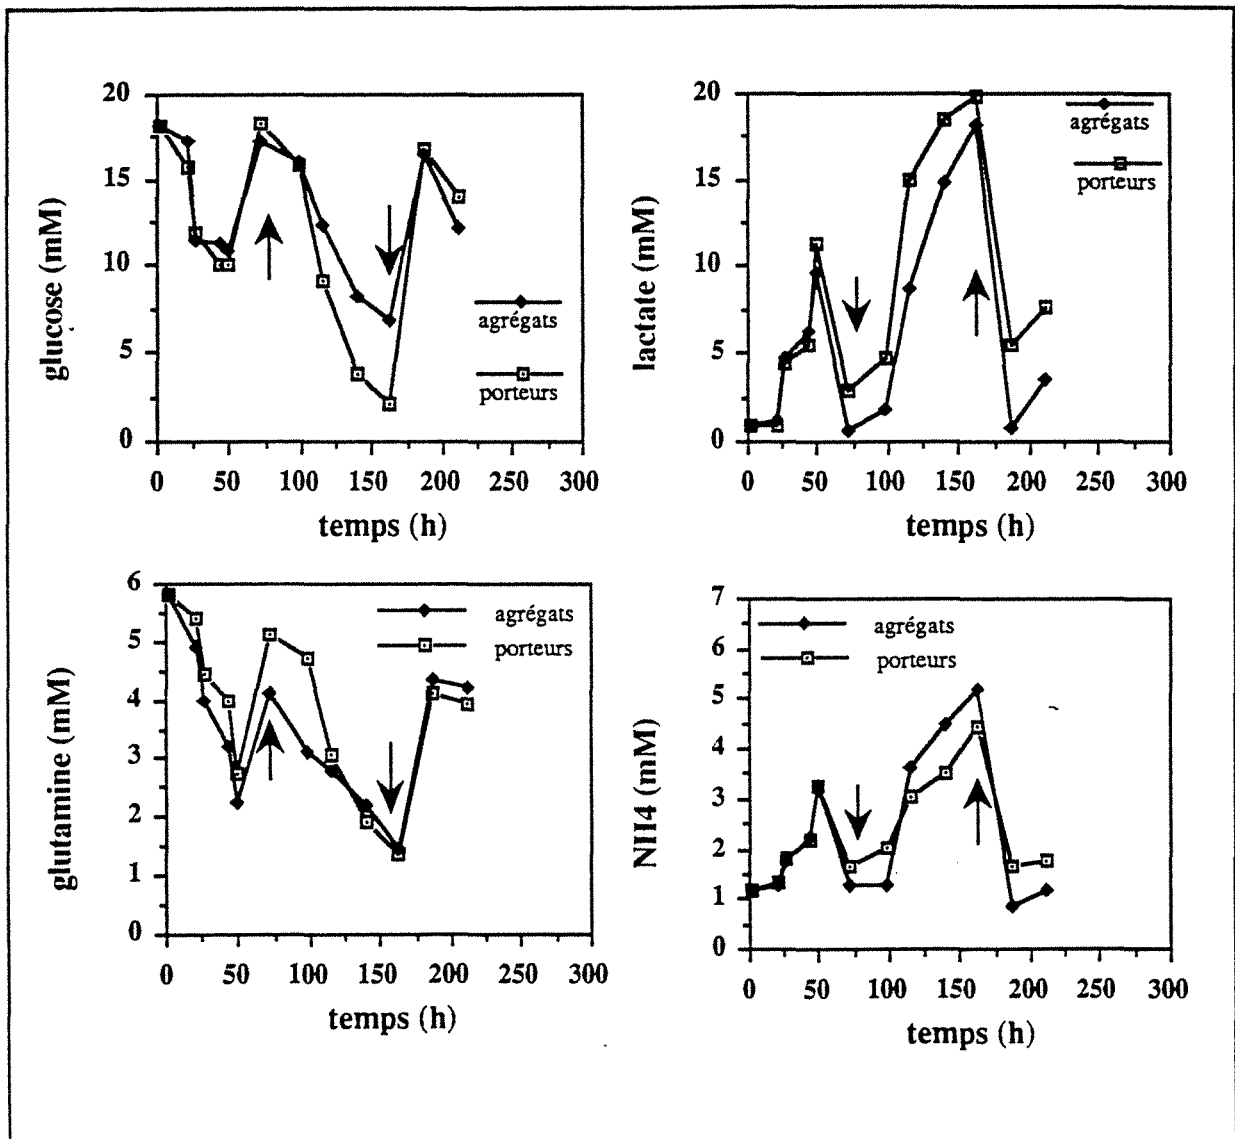 20
15
10
5
0
glucose (mM)
agrégats
porteurs
0 50 100 150 200 250 300
temps (h)
20
15
10
5
0
lactate (mM)
agrégats
porteurs
0 50 100 150 200 250 300
temps (h)
6
5
4
3
2
1
0
glutamine (mM)
agrégats
porteurs
0 50 100 150 200 250 300
temps (h)
7
6
5
4
3
2
1
0
NH4 (mM)
agrégats
porteurs
0 50 100 150 200 250 300
temps (h)